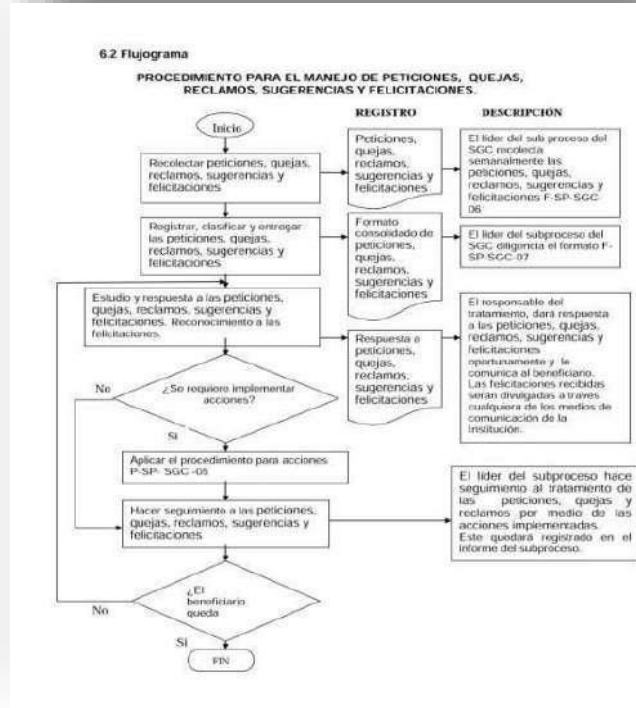 6.2 Flujograma
PROCEDIMIENTO PARA EL MANEJO DE PETICIONES, QUEJAS,
RECLAMOS, SUGERENCIAS Y FELICITACIONES.
REGISTRO
DESCRIPCIÓN
Inicio
Recolectar peticiones, quejas,
reclamos, sugerencias y
felicitaciones
Peticiones,
quejas,
reclamos,
sugerencias y
felicitaciones
El líder del sub proceso del
SGC recolecta
semanalmente las
peticiones, quejas,
reclamos, sugerencias y
felicitaciones F-SP-SGC-
06
Registrar, clasificar y entregar
las peticiones, quejas,
reclamos, sugerencias y
felicitaciones
Formato
consolidado de
peticiones,
quejas,
reclamos,
sugerencias y
felicitaciones
El líder del subproceso del
SGC diligencia el formato F-
SP-SGC-07
Estudio y respuesta a las peticiones,
quejas, reclamos, sugerencias y
felicitaciones. Reconocimiento a las
felicitaciones.
Respuesta a
peticiones,
quejas,
reclamos,
sugerencias y
felicitaciones
El responsable del
tratamiento, dará respuesta
a las peticiones, quejas,
reclamos, sugerencias y
felicitaciones
oportunamente y le
comunica al beneficiario.
Las felicitaciones recibidas
serán divulgadas a través
cualquiera de los medios de
comunicación de la
Institución.
No
¿Se requiere implementar
acciones?
Si
Aplicar el procedimiento para acciones
P-SP- SGC -05
Hacer seguimiento a las peticiones,
quejas, reclamos, sugerencias y
felicitaciones
El líder del subproceso hace
seguimiento al tratamiento de
las peticiones, quejas y
reclamos por medio de las
acciones implementadas.
Este quedará registrado en el
informe del subproceso.
¿El
beneficiario
queda
No
Si
FIN